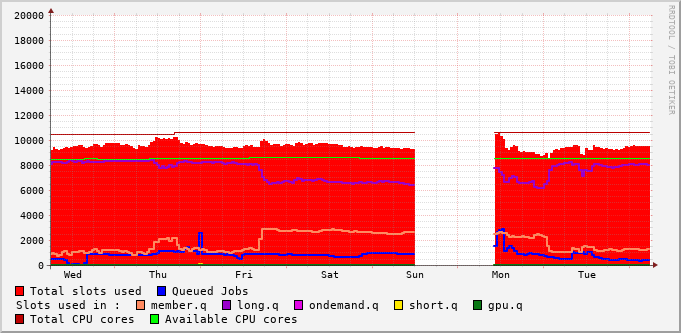 RRDTOOL / TOBI OETIKER
20000
18000
16000
14000
12000
10000
8000
6000
4000
2000
0
Wed Thu Fri Sat Sun Mon Tue
Total slots used Queued Jobs
Slots used in : member.q long.q ondemand.q short.q gpu.q
Total CPU cores Available CPU cores